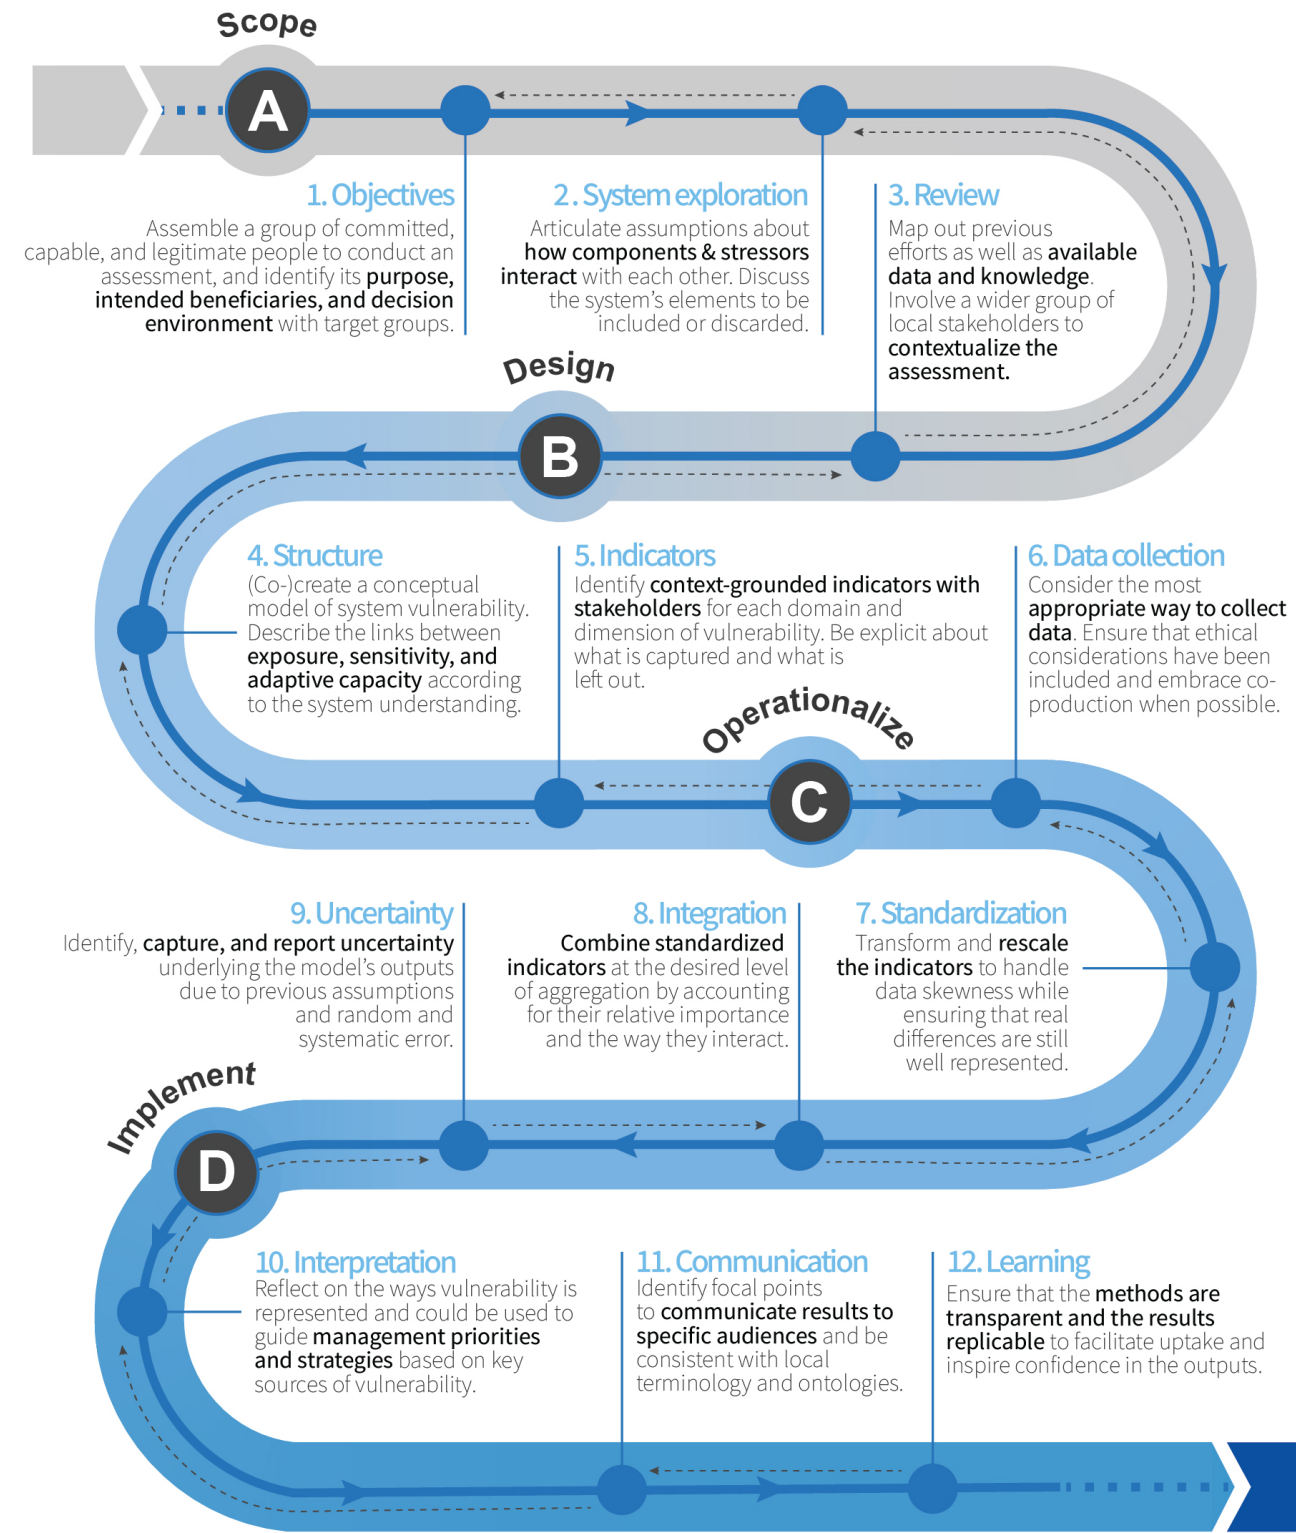 Scope
A
1. Objectives
Assemble a group of committed,
capable, and legitimate people to conduct an
assessment, and identify its purpose,
intended beneficiaries, and decision
environment with target groups.
2. System exploration
Articulate assumptions about
how components & stressors
interact with each other. Discuss
the system's elements to be
included or discarded.
3. Review
Map out previous
efforts as well as available
data and knowledge.
Involve a wider group of
local stakeholders to
contextualize the
assessment.
Design
B
4. Structure
(Co-)create a conceptual
model of system vulnerability.
Describe the links between
exposure, sensitivity, and
adaptive capacity according
to the system understanding.
5. Indicators
Identify context-grounded indicators with
stakeholders for each domain and
dimension of vulnerability. Be explicit about
what is captured and what is
left out.
Operationalize
C
6. Data collection
Consider the most
appropriate way to collect
data. Ensure that ethical
considerations have been
included and embrace co-
production when possible.
7. Standardization
Transform and rescale
the indicators to handle
data skewness while
ensuring that real
differences are still
well represented.
8. Integration
Combine standardized
indicators at the desired level
of aggregation by accounting
for their relative importance
and the way they interact.
9. Uncertainty
Identify, capture, and report uncertainty
underlying the model's outputs
due to previous assumptions
and random and
systematic error.
Implement
D
10. Interpretation
Reflect on the ways vulnerability is
represented and could be used to
guide management priorities
and strategies based on key
sources of vulnerability.
11. Communication
Identify focal points
to communicate results to
specific audiences and be
consistent with local
terminology and ontologies.
12. Learning
Ensure that the methods are
transparent and the results
replicable to facilitate uptake and
inspire confidence in the outputs.